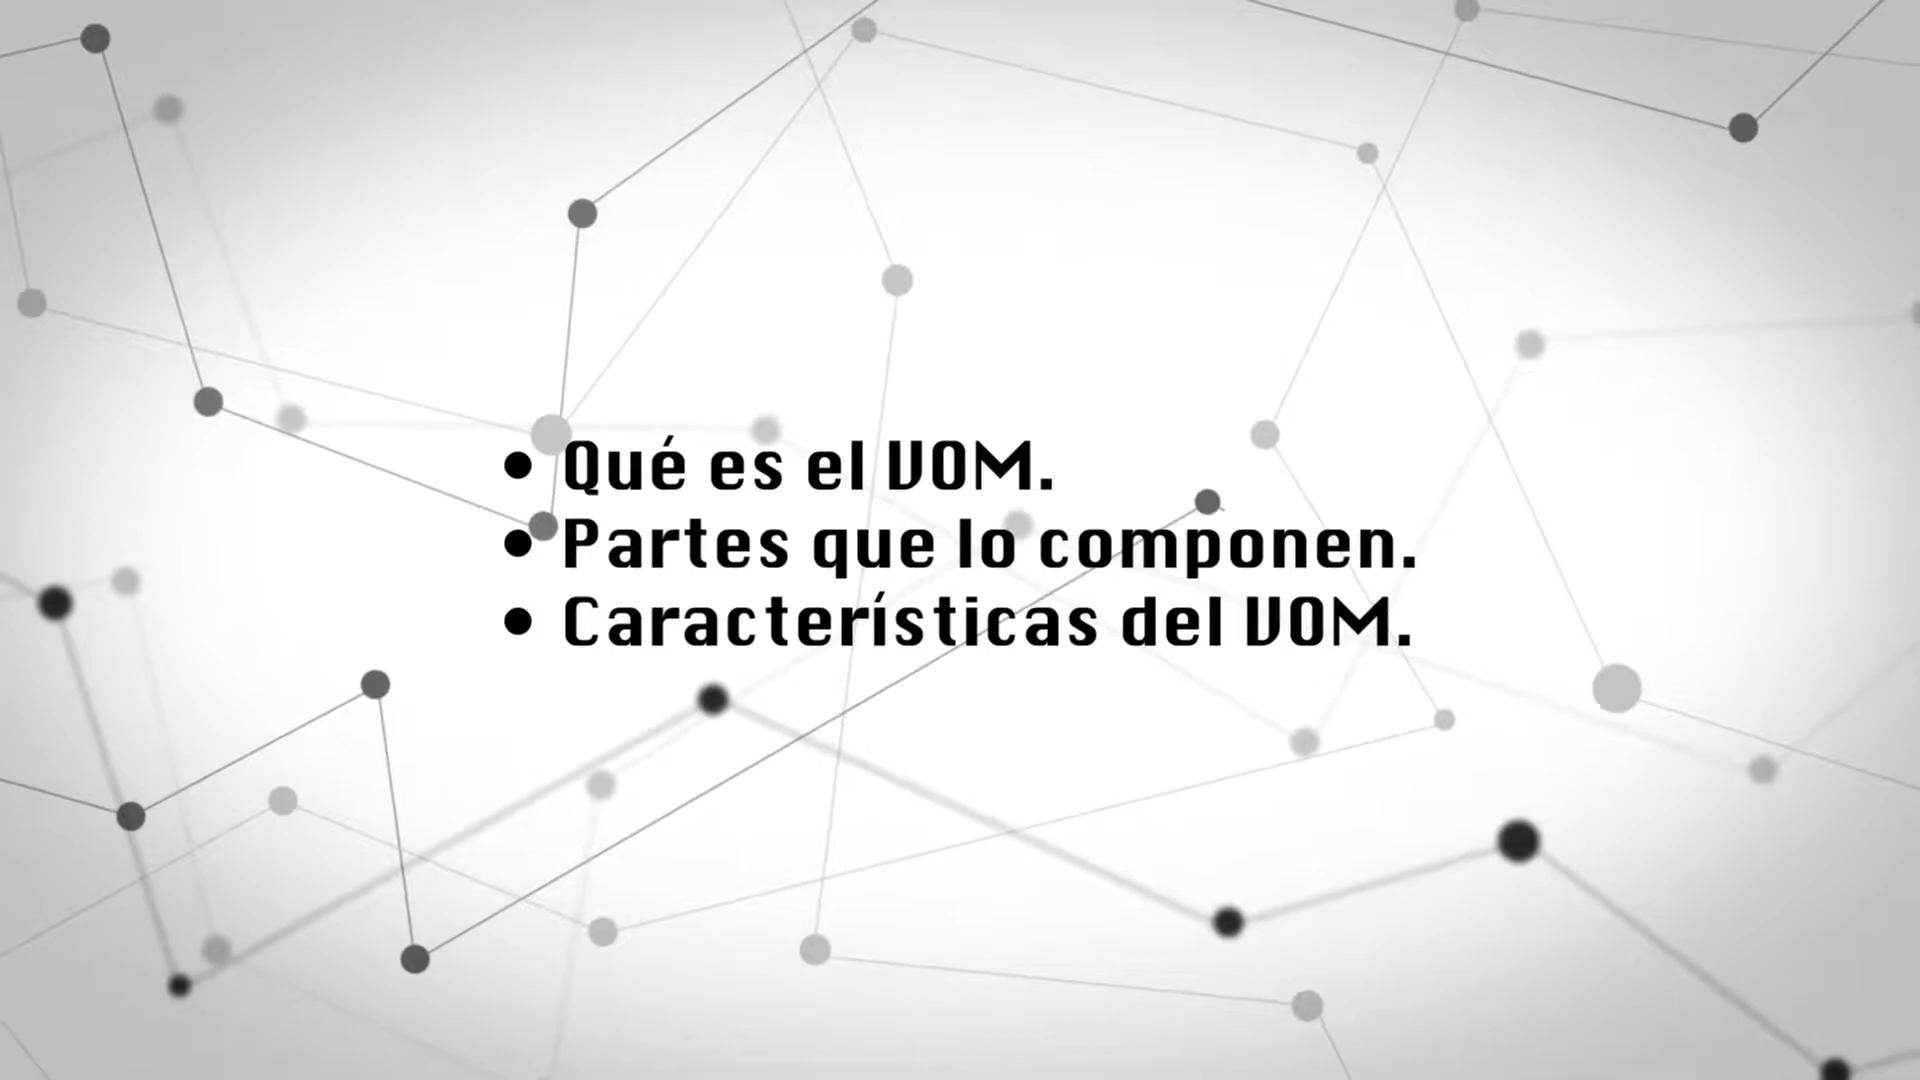 • Qué es el VOM.
• Partes que lo componen.
• Características del VOM.